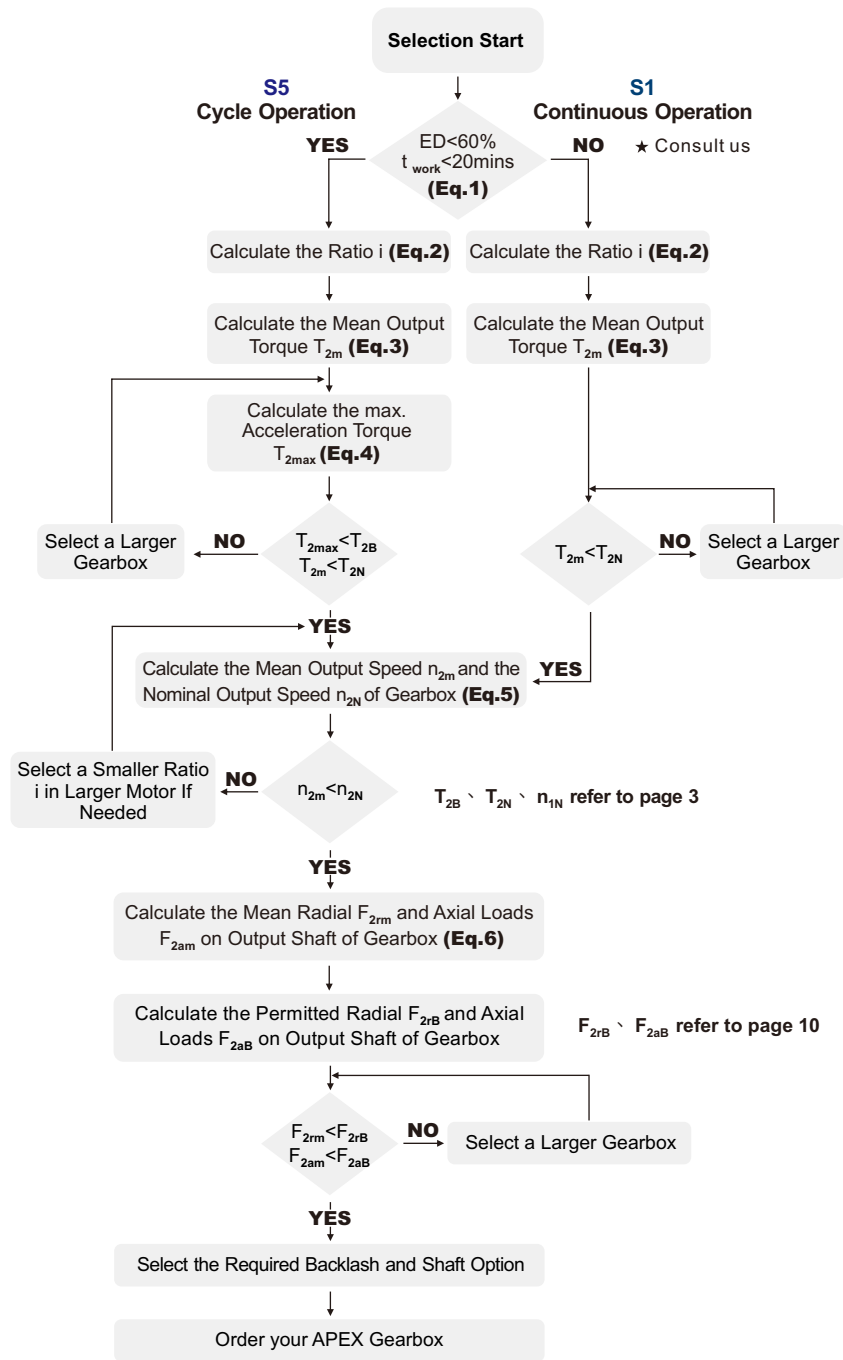 Selection Start
S5
Cycle Operation
S1
Continuous Operation
YES
ED<60%
t work<20mins
(Eq.1)
NO
★ Consult us
Calculate the Ratio i (Eq.2)
Calculate the Ratio i (Eq.2)
Calculate the Mean Output
Torque T2m (Eq.3)
Calculate the Mean Output
Torque T2m (Eq.3)
Calculate the max.
Acceleration Torque
T2max (Eq.4)
Select a Larger
Gearbox
NO
T2max<T2B
T2m<T2N
T2m<T2N
NO
Select a Larger
Gearbox
YES
Calculate the Mean Output Speed n2m and the
Nominal Output Speed n2N of Gearbox (Eq.5)
YES
Select a Smaller Ratio
i in Larger Motor If
Needed
NO
n2m<n2N
T2B、T2N、n1N refer to page 3
YES
Calculate the Mean Radial F2rm and Axial Loads
F2am on Output Shaft of Gearbox (Eq.6)
Calculate the Permitted Radial F2rB and Axial
Loads F2aB on Output Shaft of Gearbox
F2rB、F2aB refer to page 10
F2rm<F2rB
F2am<F2aB
NO
Select a Larger Gearbox
YES
Select the Required Backlash and Shaft Option
Order your APEX Gearbox